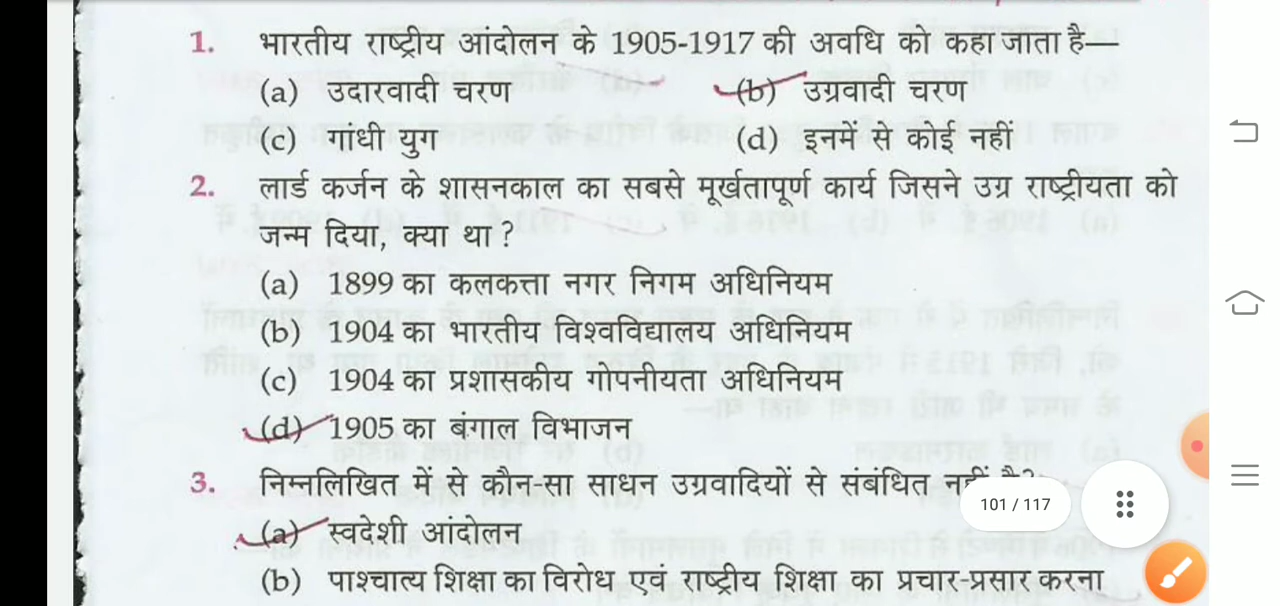 1. भारतीय राष्ट्रीय आंदोलन के 1905-1917 की अवधि को कहा जाता है—
(a) उदारवादी चरण (b) उग्रवादी चरण
(c) गांधी युग (d) इनमें से कोई नहीं
2. लार्ड कर्जन के शासनकाल का सबसे मूर्खतापूर्ण कार्य जिसने उग्र राष्ट्रीयता को
जन्म दिया, क्या था ?
(a) 1899 का कलकत्ता नगर निगम अधिनियम
(b) 1904 का भारतीय विश्वविद्यालय अधिनियम
(c) 1904 का प्रशासकीय गोपनीयता अधिनियम
(d) 1905 का बंगाल विभाजन
3. निम्नलिखित में से कौन-सा साधन उग्रवादियों से संबंधित नहीं है?
101 / 117
(a) स्वदेशी आंदोलन
(b) पाश्चात्य शिक्षा का विरोध एवं राष्ट्रीय शिक्षा का प्रचार-प्रसार करना